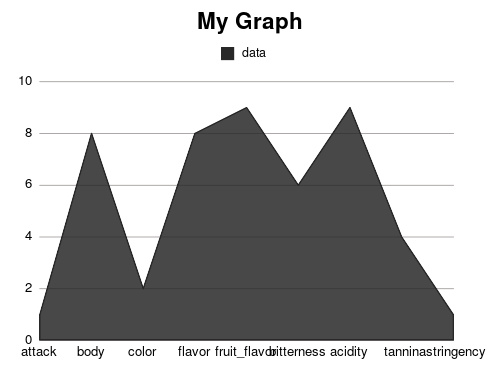 My Graph
data
10
8
6
4
2
0
attack body color flavor fruit_flavor bitterness acidity tannin astringency